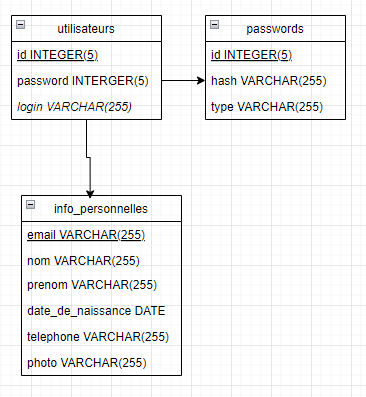 utilisateurs
id INTEGER(5)
password INTERGER(5)
login VARCHAR(255)
passwords
id INTEGER(5)
hash VARCHAR(255)
type VARCHAR(255)
info_personnelles
email VARCHAR(255)
nom VARCHAR(255)
prenom VARCHAR(255)
date_de_naissance DATE
telephone VARCHAR(255)
photo VARCHAR(255)